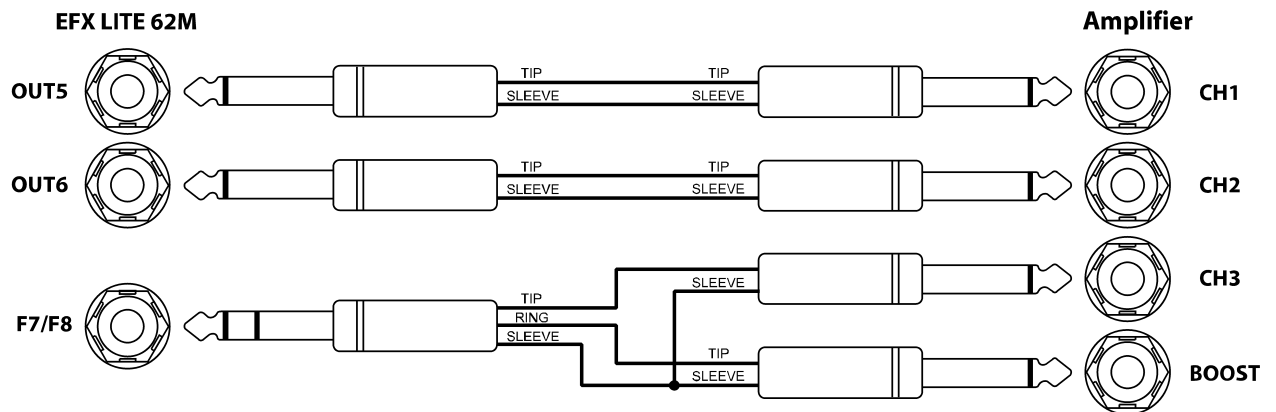 EFX LITE 62M
Amplifier
OUT5
TIP
TIP
SLEEVE
SLEEVE
CH1
OUT6
TIP
TIP
SLEEVE
SLEEVE
CH2
SLEEVE
CH3
F7/F8
TIP
RING
SLEEVE
TIP
SLEEVE
BOOST